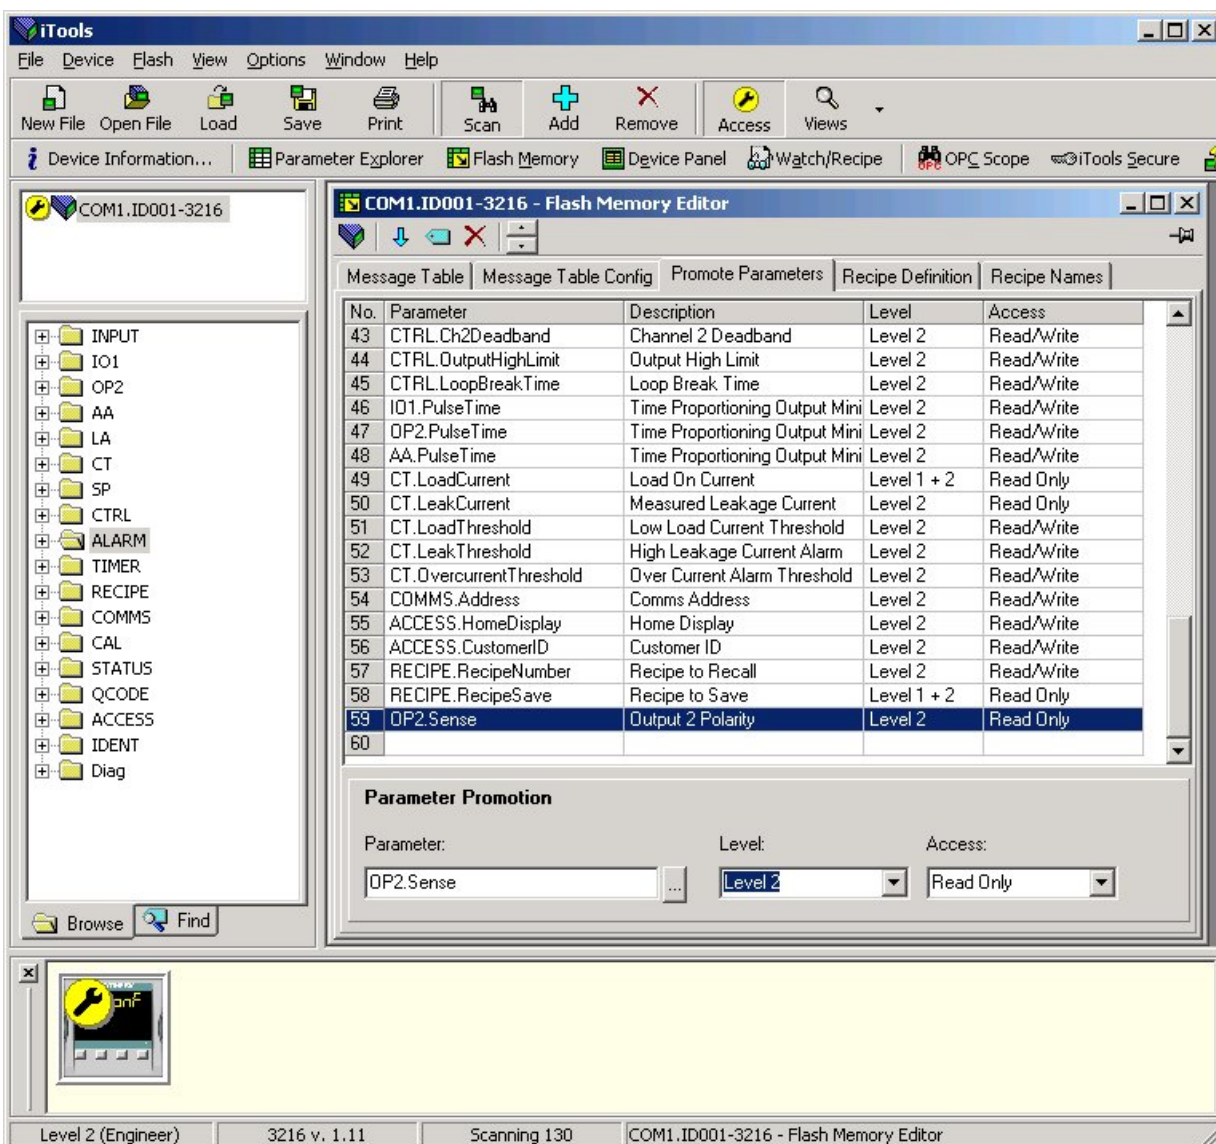 iTools
File Device Flash View Options Window Help
New File Open File Load Save Print Scan Add Remove Access Views
Device Information... Parameter Explorer Flash Memory Device Panel Watch/Recipe OPC Scope iTools Secure
COM1.ID001-3216
INPUT
IO1
OP2
AA
LA
CT
SP
CTRL
ALARM
TIMER
RECIPE
COMMS
CAL
STATUS
QCODE
ACCESS
IDENT
Diag
Browse Find
COM1.ID001-3216 - Flash Memory Editor
Message Table Message Table Config Promote Parameters Recipe Definition Recipe Names
No. Parameter Description Level Access
43 CTRL.Ch2Deadband Channel 2 Deadband Level 2 Read/Write
44 CTRL.OutputHighLimit Output High Limit Level 2 Read/Write
45 CTRL.LoopBreakTime Loop Break Time Level 2 Read/Write
46 IO1.PulseTime Time Proportioning Output Mini Level 2 Read/Write
47 OP2.PulseTime Time Proportioning Output Mini Level 2 Read/Write
48 AA.PulseTime Time Proportioning Output Mini Level 2 Read/Write
49 CT.LoadCurrent Load On Current Level 1 + 2 Read Only
50 CT.LeakCurrent Measured Leakage Current Level 2 Read Only
51 CT.LoadThreshold Low Load Current Threshold Level 2 Read/Write
52 CT.LeakThreshold High Leakage Current Alarm Level 2 Read/Write
53 CT.OvercurrentThreshold Over Current Alarm Threshold Level 2 Read/Write
54 COMMS.Address Comms Address Level 2 Read/Write
55 ACCESS.HomeDisplay Home Display Level 2 Read/Write
56 ACCESS.CustomerID Customer ID Level 2 Read/Write
57 RECIPE.RecipeNumber Recipe to Recall Level 2 Read/Write
58 RECIPE.RecipeSave Recipe to Save Level 1 + 2 Read Only
59 OP2.Sense Output 2 Polarity Level 2 Read Only
60
Parameter Promotion
Parameter: Level: Access:
OP2.Sense ... Level 2 Read Only
Level 2 (Engineer) 3216 v. 1.11 Scanning 130 COM1.ID001-3216 - Flash Memory Editor